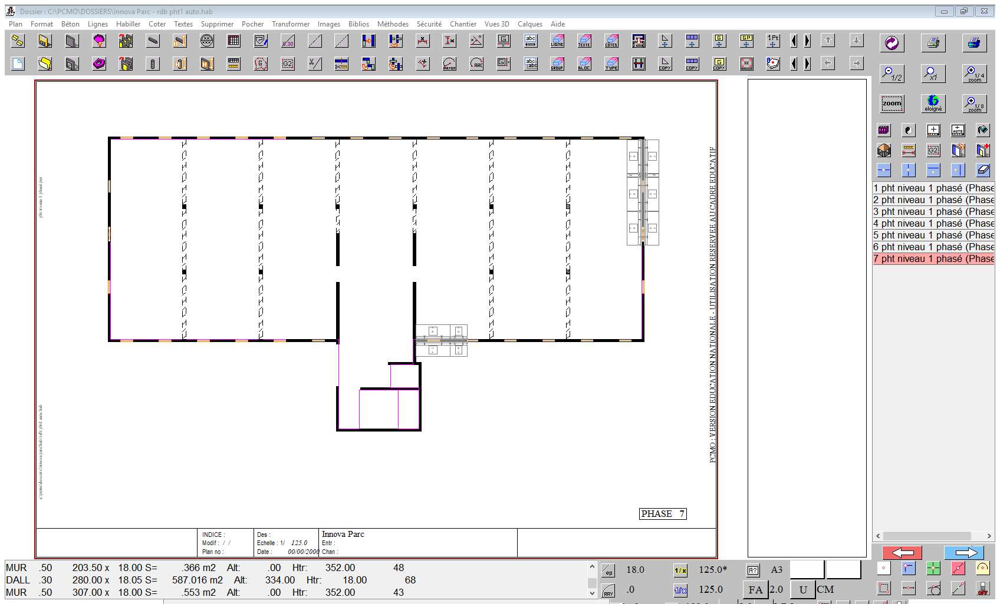 Dossier : C:\PCMO\DOSSIERS\Innova Parc - rdb pht1 auto.hab
Plan Format Béton Lignes Habiller Coter Textes Supprimer Pocher Transformer Images Biblios Méthodes Sécurité Chantier Vues 3D Calques Aide
0.30 abc LIGNE TEXTE COTES G GP 1Pt
G G2 RAYON ARC G abc abc GROUP BLOC TYPE COPY COPY G COPY
1/2 x1 1/4 zoom
zoom eloigné 1/8 zoom
AUTO
G2
1 pht niveau 1 phasé (Phase
2 pht niveau 1 phasé (Phase
3 pht niveau 1 phasé (Phase
4 pht niveau 1 phasé (Phase
5 pht niveau 1 phasé (Phase
6 pht niveau 1 phasé (Phase
7 pht niveau 1 phasé (Phase
pht niveau 1 phasé poo
c:\pcmo\dossiers\innova parc\hab\rdb pht1 auto.hab
PCMO : VERSION EDUCATION NATIONALE - UTILISATION RESERVEE AU CADRE EDUCATIF
PHASE 7
INDICE :
Modif : / /
Plan no :
Des :
Echelle : 1/ 125.0
Date : 00/00/2000
Innova Parc
Entr :
Chan :
MUR .50 203.50 x 18.00 S= .366 m2 Alt: .00 Htr: 352.00 48
DALL .30 280.00 x 18.05 S= 587.016 m2 Alt: 334.00 Htr: 18.00 68
MUR .50 307.00 x 18.00 S= .553 m2 Alt: .00 Htr: 352.00 43
ep 18.0 1/x 125.0* A? A3
RAY .0 1/x 125.0 FA 2.0 U CM
OFF